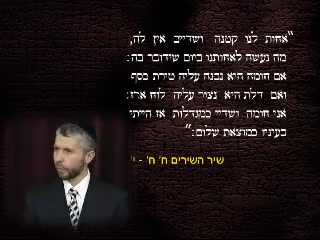 "אחות לנו קטנה ושדיים אין לה,
מה נעשה לאחותנו ביום שידובר בה:
אם חומה היא נבנה עליה טירת כסף
ואם דלת היא נצור עליה לוח ארז:
אני חומה ושדיי כמגדלות אז הייתי
בעיניו כמוצאת שלום:"
שיר השירים ח' ח' - י'